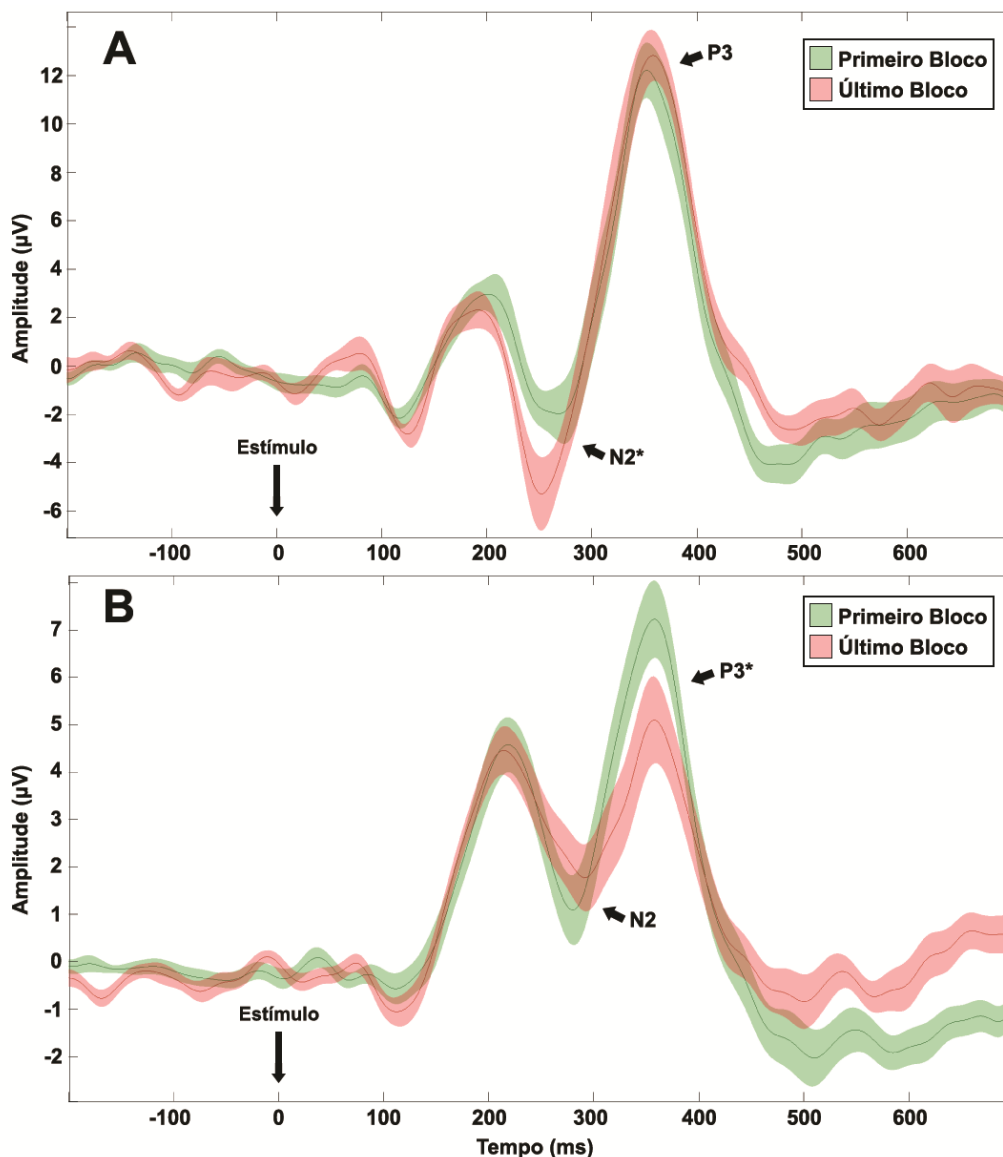 A
P3
Primeiro Bloco
Último Bloco
12
10
8
6
4
2
0
-2
-4
-6
Amplitude (µV)
Estímulo
N2*
-100 0 100 200 300 400 500 600
B
P3*
Primeiro Bloco
Último Bloco
7
6
5
4
3
2
1
0
-1
-2
Amplitude (µV)
N2
Estímulo
-100 0 100 200 300 400 500 600
Tempo (ms)